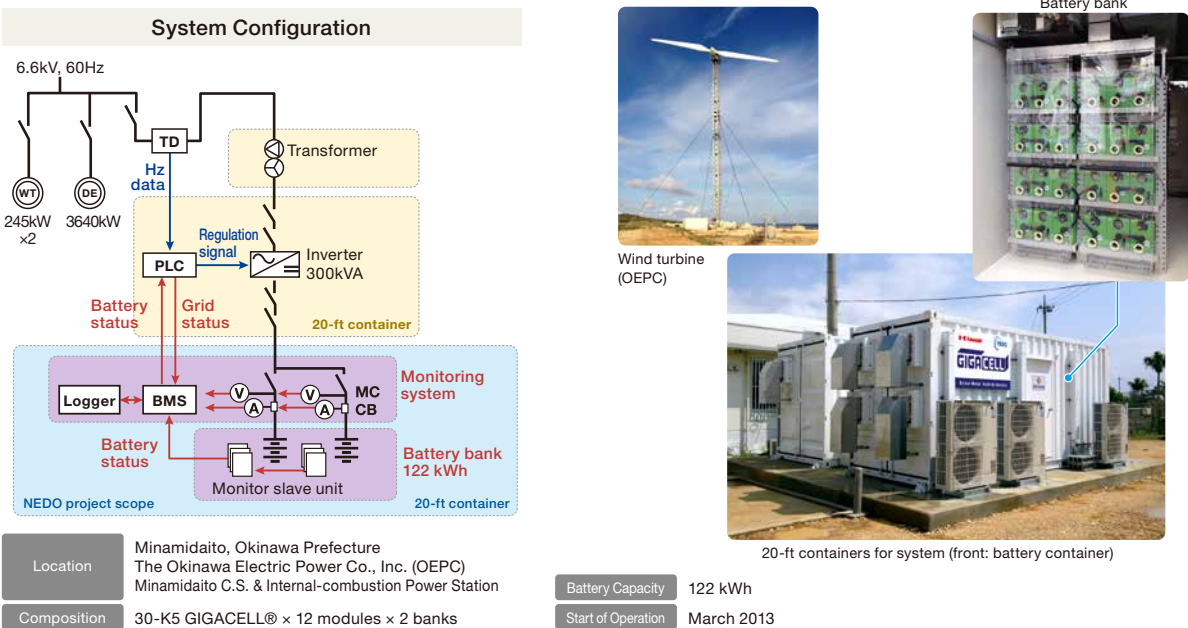 System Configuration
6.6kV, 60Hz
TD
Transformer
Hz
data
WT
DE
245kW
×2
3640kW
Regulation
signal
PLC
Inverter
300kVA
Battery
status
Grid
status
20-ft container
Monitoring
system
Logger
BMS
V
V
MC
A
A
CB
Battery
status
Battery bank
122 kWh
Monitor slave unit
NEDO project scope
20-ft container
Location
Minamidaito, Okinawa Prefecture
The Okinawa Electric Power Co., Inc. (OEPC)
Minamidaito C.S. & Internal-combustion Power Station
Composition
30-K5 GIGACELL® × 12 modules × 2 banks
Battery bank
Wind turbine
(OEPC)
GIGACELL
20-ft containers for system (front: battery container)
Battery Capacity
122 kWh
Start of Operation
March 2013